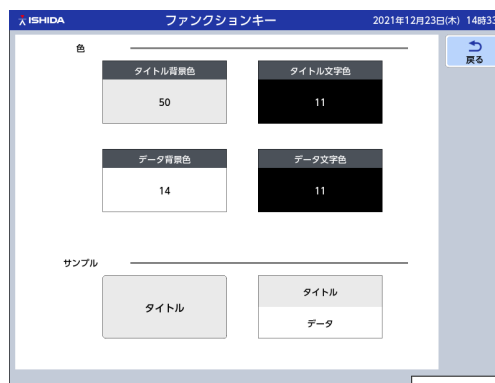 ISHIDA ファンクションキー 2021年12月23日(木) 14時33
戻る
色
タイトル背景色 タイトル文字色
50 11
データ背景色 データ文字色
14 11
サンプル
タイトル
タイトル
データ